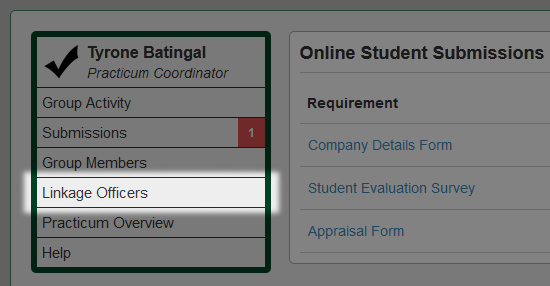 Tyrone Batingal
Practicum Coordinator
Group Activity
Submissions 1
Group Members
Linkage Officers
Practicum Overview
Help
Online Student Submissions
Requirement
Company Details Form
Student Evaluation Survey
Appraisal Form